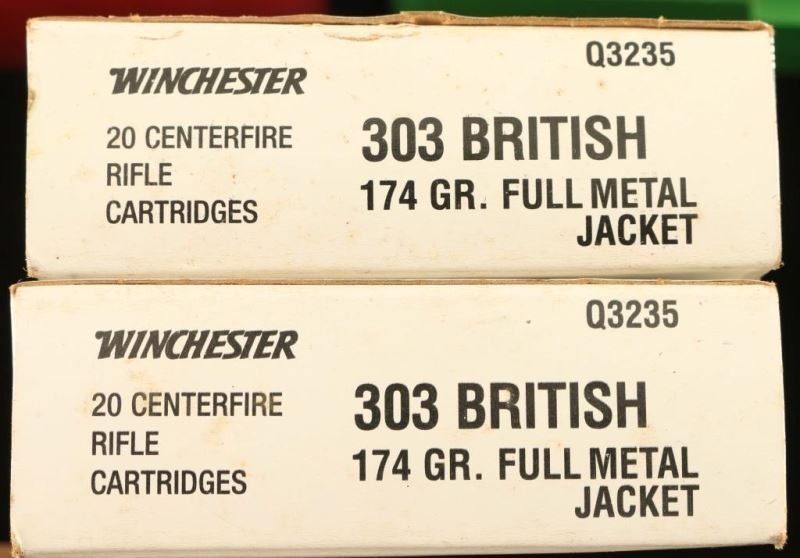 Q3235
WINCHESTER
20 CENTERFIRE
RIFLE
CARTRIDGES
303 BRITISH
174 GR. FULL METAL
JACKET
Q3235
WINCHESTER
20 CENTERFIRE
RIFLE
CARTRIDGES
303 BRITISH
174 GR. FULL METAL
JACKET